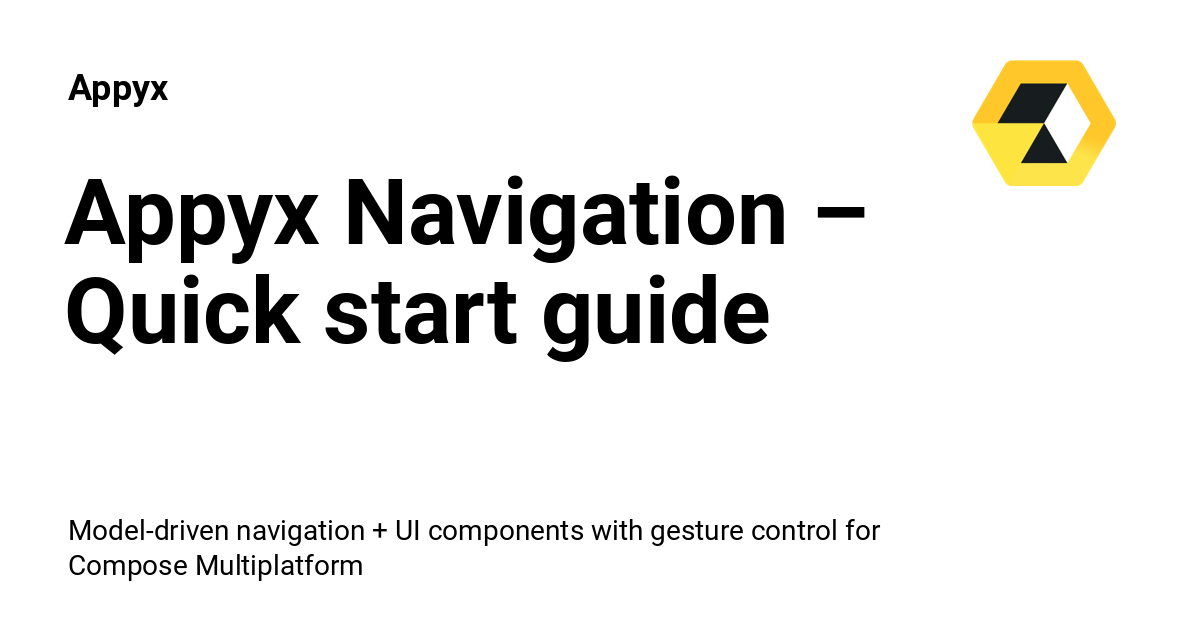 Appyx
Appyx Navigation –
Quick start guide
Model-driven navigation + UI components with gesture control for
Compose Multiplatform